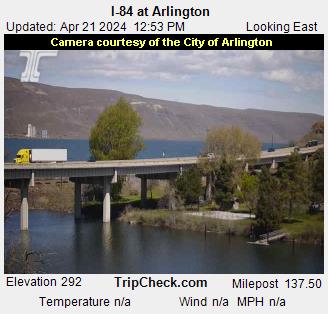 I-84 at Arlington
Updated: Apr 21 2024 12:53 PM Looking East
Camera courtesy of the City of Arlington
Elevation 292 TripCheck.com Milepost 137.50
Temperature n/a Wind n/a MPH n/a